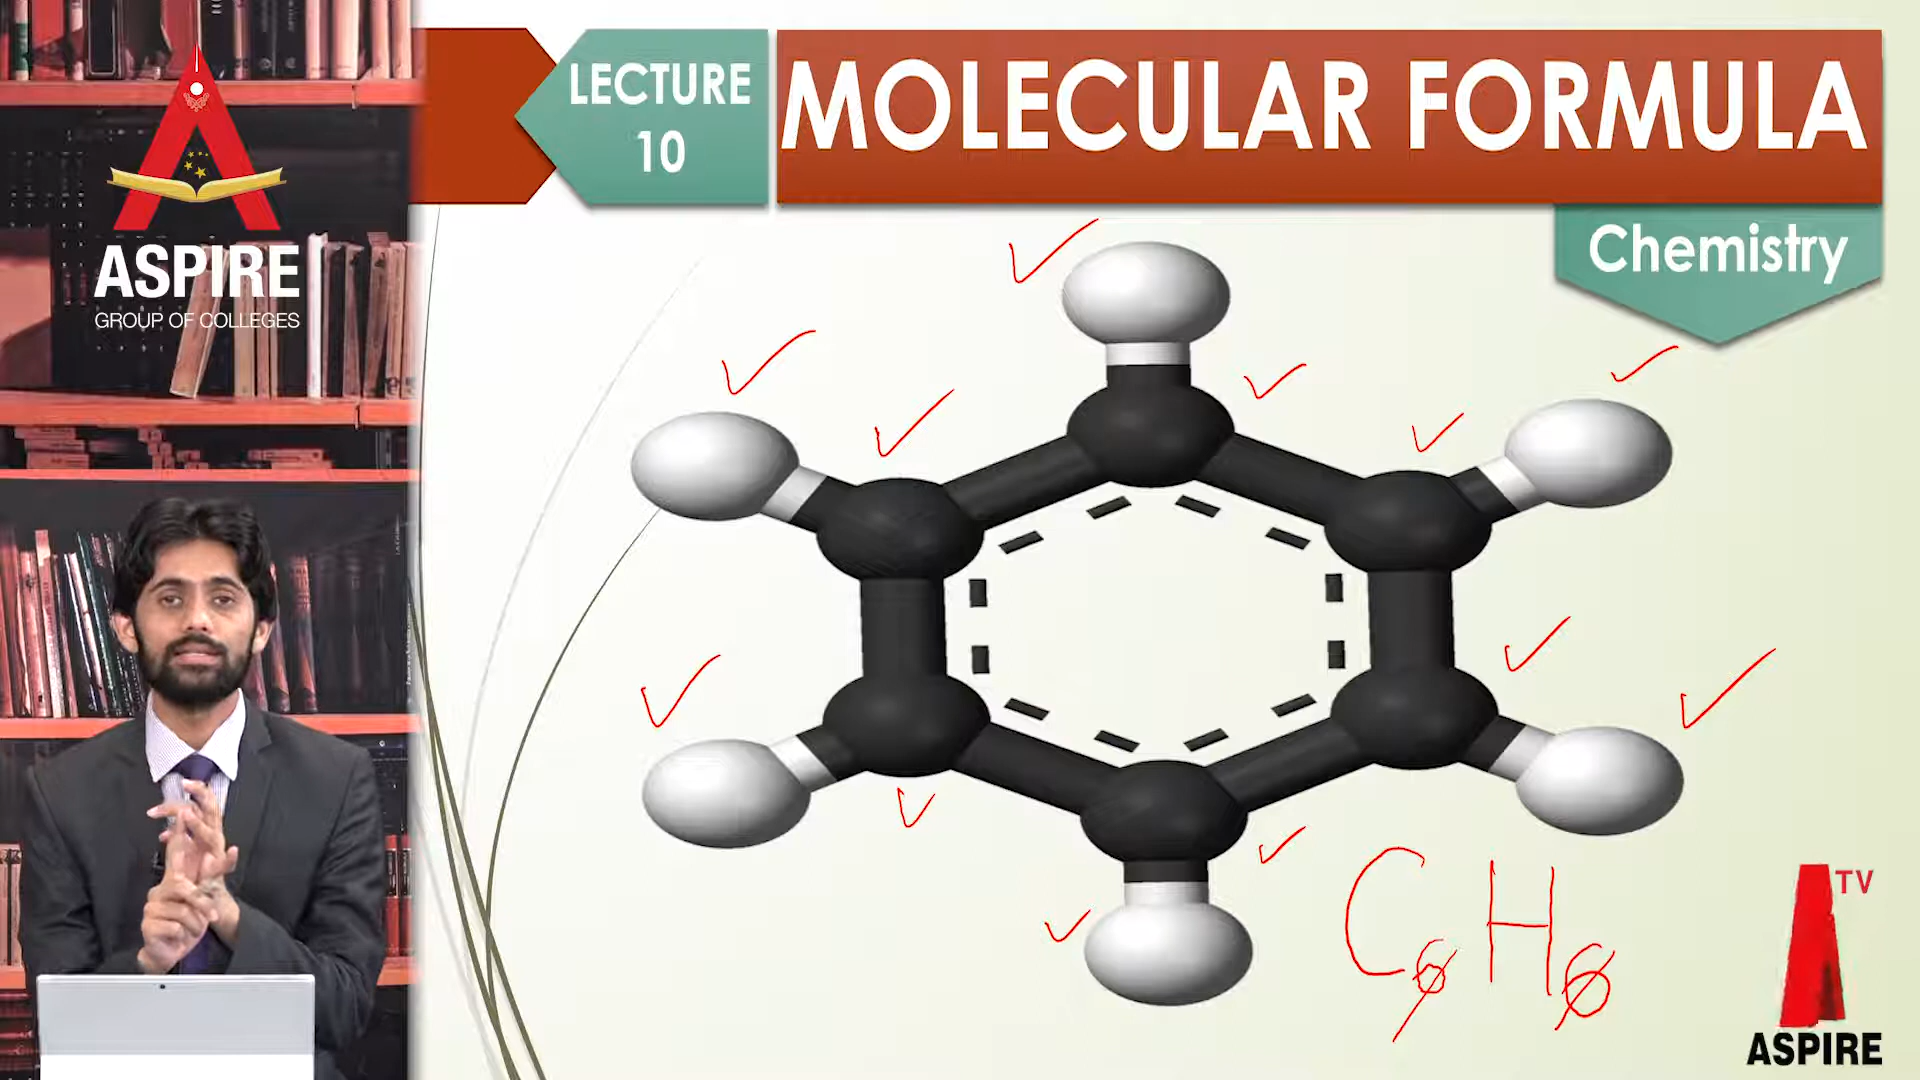 ASPIRE
GROUP OF COLLEGES
LECTURE
10
MOLECULAR FORMULA
Chemistry
C6H6
TV
ASPIRE